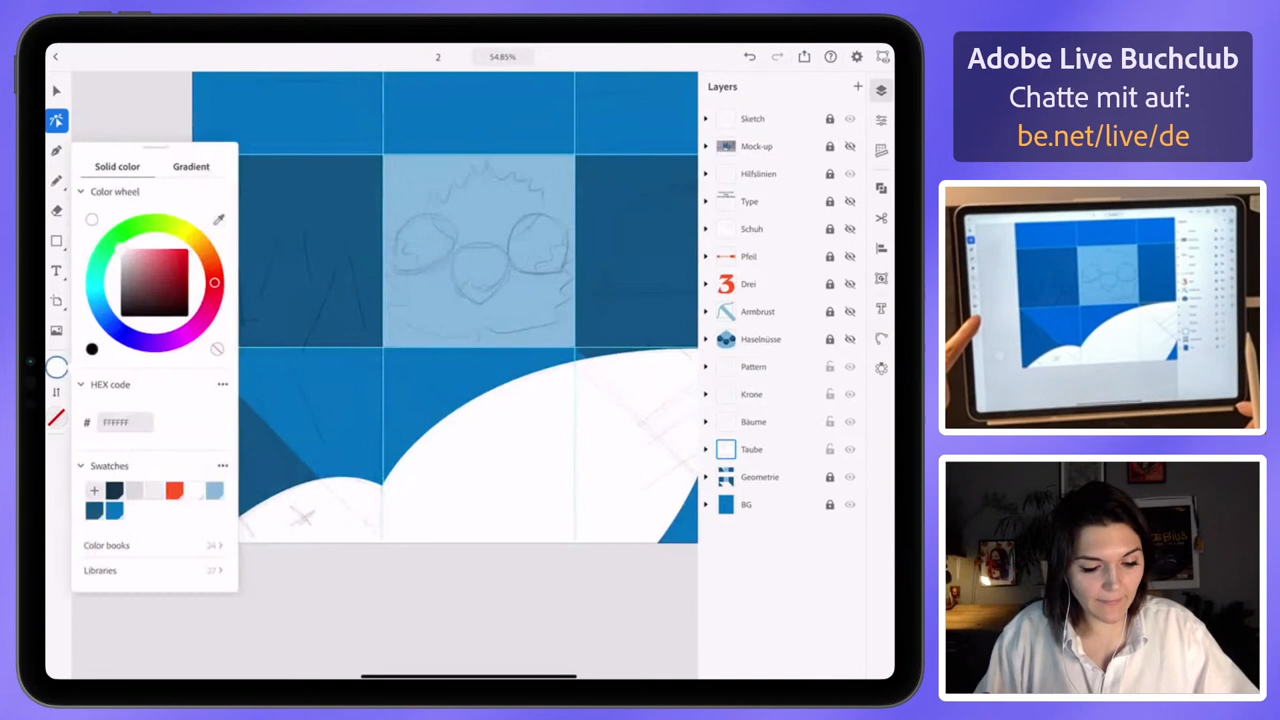 2
54.85%
Adobe Live Buchclub
Chatte mit auf:
be.net/live/de
Layers
Solid color
Gradient
Color wheel
HEX code
#
FFFFFF
Swatches
Color books
24
Libraries
27
Sketch
Mock-up
Hilfslinien
Type
Schuh
Pfeil
3
Drei
Armbrust
Haselnüsse
Pattern
Krone
Bäume
Taube
Geometrie
BG